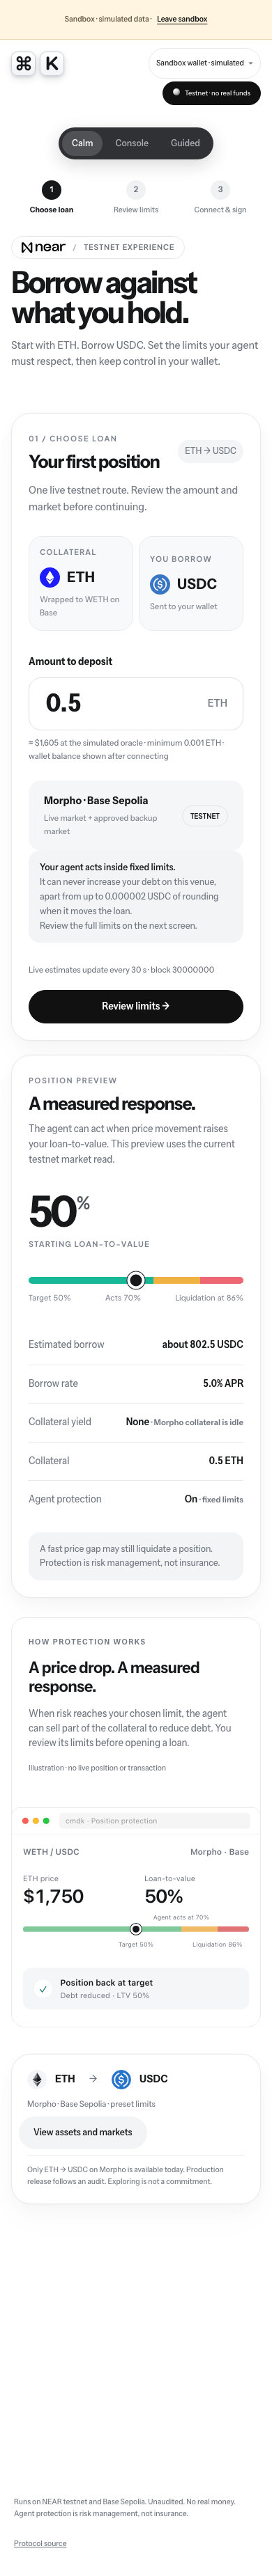 Sandbox · simulated data · Leave sandbox
⌘ K
Sandbox wallet · simulated
Testnet · no real funds
Calm Console Guided
1 2 3
Choose loan Review limits Connect & sign
near / TESTNET EXPERIENCE
Borrow against
what you hold.
Start with ETH. Borrow USDC. Set the limits your agent
must respect, then keep control in your wallet.
01 / CHOOSE LOAN
Your first position
ETH → USDC
One live testnet route. Review the amount and
market before continuing.
COLLATERAL
ETH
Wrapped to WETH on
Base
YOU BORROW
USDC
Sent to your wallet
Amount to deposit
0.5 ETH
≈ $1,605 at the simulated oracle · minimum 0.001 ETH ·
wallet balance shown after connecting
Morpho · Base Sepolia
Live market + approved backup
market
TESTNET
Your agent acts inside fixed limits.
It can never increase your debt on this venue,
apart from up to 0.000002 USDC of rounding
when it moves the loan.
Review the full limits on the next screen.
Live estimates update every 30 s · block 30000000
Review limits →
POSITION PREVIEW
A measured response.
The agent can act when price movement raises
your loan-to-value. This preview uses the current
testnet market read.
50%
STARTING LOAN-TO-VALUE
Target 50% Acts 70% Liquidation at 86%
Estimated borrow about 802.5 USDC
Borrow rate 5.0% APR
Collateral yield None · Morpho collateral is idle
Collateral 0.5 ETH
Agent protection On · fixed limits
A fast price gap may still liquidate a position.
Protection is risk management, not insurance.
HOW PROTECTION WORKS
A price drop. A measured
response.
When risk reaches your chosen limit, the agent
can sell part of the collateral to reduce debt. You
review its limits before opening a loan.
Illustration · no live position or transaction
cmdk · Position protection
WETH / USDC Morpho · Base
ETH price Loan-to-value
$1,750 50%
Agent acts at 70%
Target 50% Liquidation 86%
Position back at target
Debt reduced · LTV 50%
ETH → USDC
Morpho · Base Sepolia · preset limits
View assets and markets
Only ETH → USDC on Morpho is available today. Production
release follows an audit. Exploring is not a commitment.
Runs on NEAR testnet and Base Sepolia. Unaudited. No real money.
Agent protection is risk management, not insurance.
Protocol source